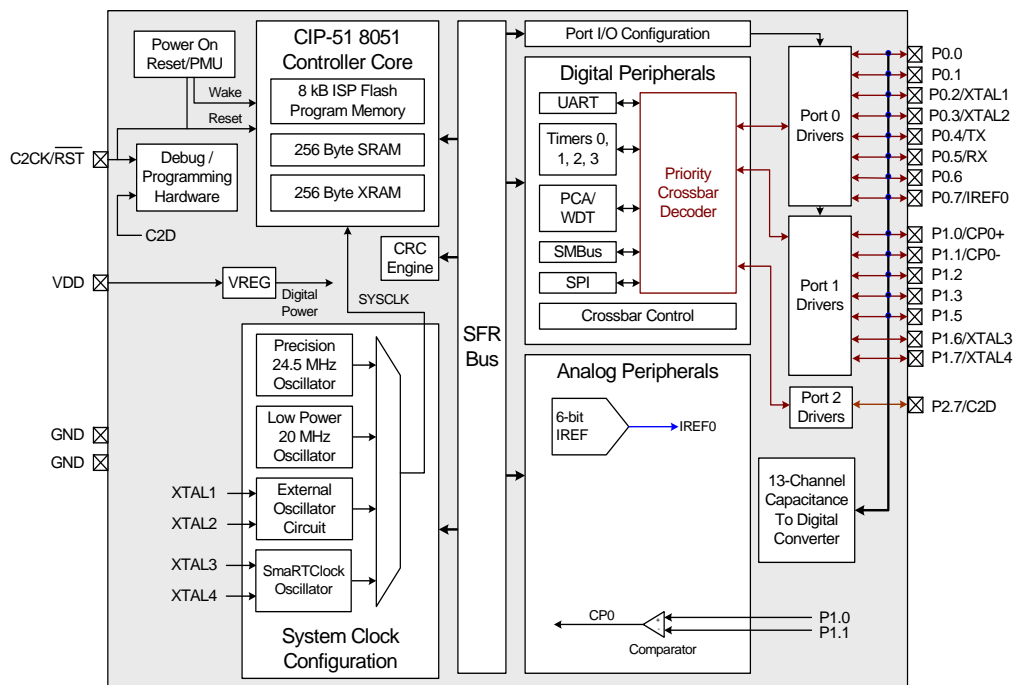 Power On
Reset/PMU
Wake
Reset
C2CK/RST
Debug /
Programming
Hardware
C2D
VDD
VREG
Digital
Power
GND
GND
CIP-51 8051
Controller Core
8 kB ISP Flash
Program Memory
256 Byte SRAM
256 Byte XRAM
CRC
Engine
SYSCLK
Precision
24.5 MHz
Oscillator
Low Power
20 MHz
Oscillator
XTAL1
XTAL2
External
Oscillator
Circuit
XTAL3
XTAL4
SmaRTClock
Oscillator
System Clock
Configuration
SFR
Bus
Port I/O Configuration
Digital Peripherals
UART
Timers 0,
1, 2, 3
PCA/
WDT
SMBus
SPI
Priority
Crossbar
Decoder
Crossbar Control
Analog Peripherals
6-bit
IREF
IREF0
CP0
+
-
Comparator
P1.0
P1.1
Port 0
Drivers
Port 1
Drivers
Port 2
Drivers
13-Channel
Capacitance
To Digital
Converter
P0.0
P0.1
P0.2/XTAL1
P0.3/XTAL2
P0.4/TX
P0.5/RX
P0.6
P0.7/IREF0
P1.0/CP0+
P1.1/CP0-
P1.2
P1.3
P1.5
P1.6/XTAL3
P1.7/XTAL4
P2.7/C2D